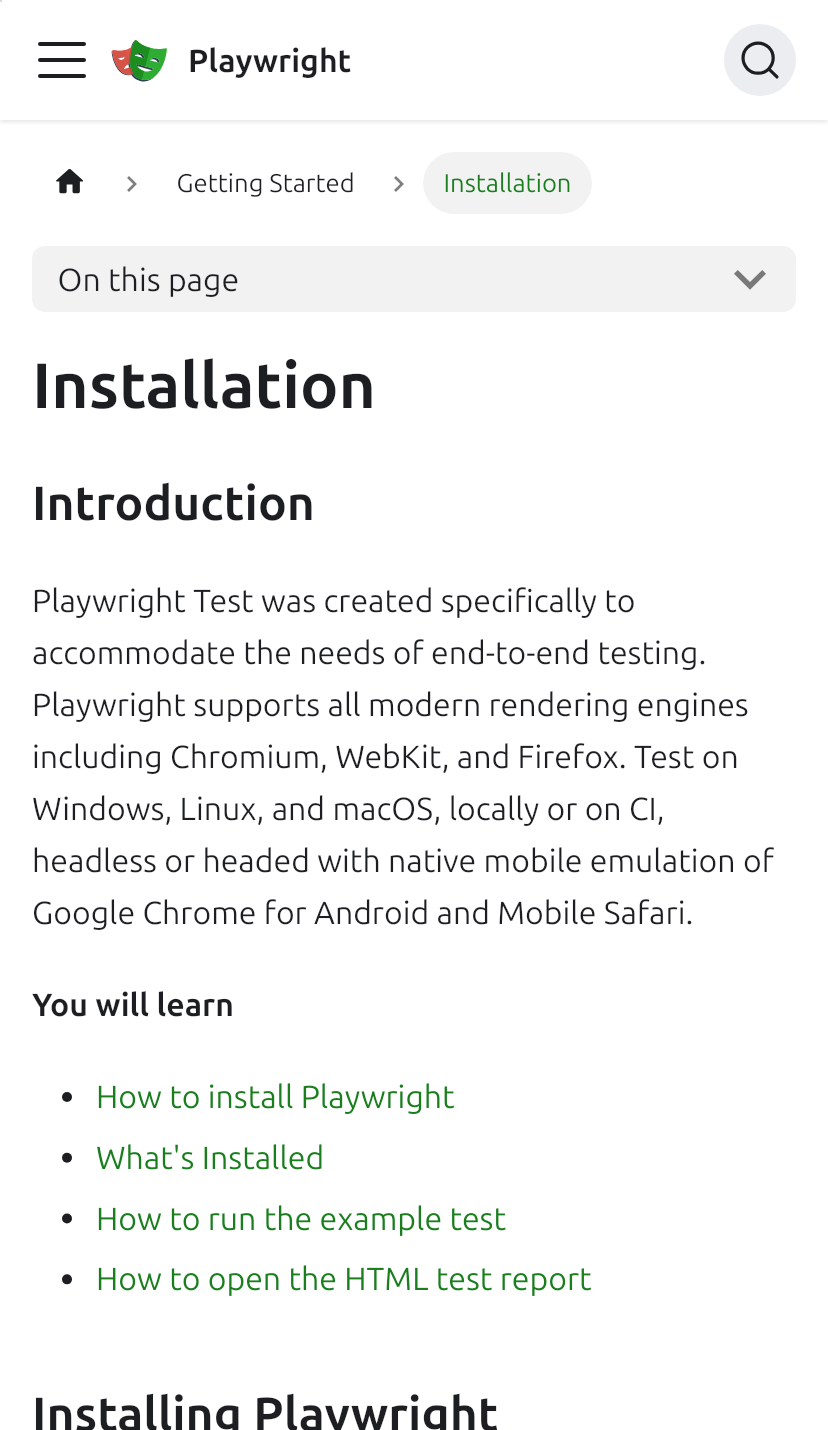 Playwright
Getting Started
Installation
On this page
Installation
Introduction
Playwright Test was created specifically to
accommodate the needs of end-to-end testing.
Playwright supports all modern rendering engines
including Chromium, WebKit, and Firefox. Test on
Windows, Linux, and macOS, locally or on CI,
headless or headed with native mobile emulation of
Google Chrome for Android and Mobile Safari.
You will learn
How to install Playwright
What's Installed
How to run the example test
How to open the HTML test report
Installing Playwright